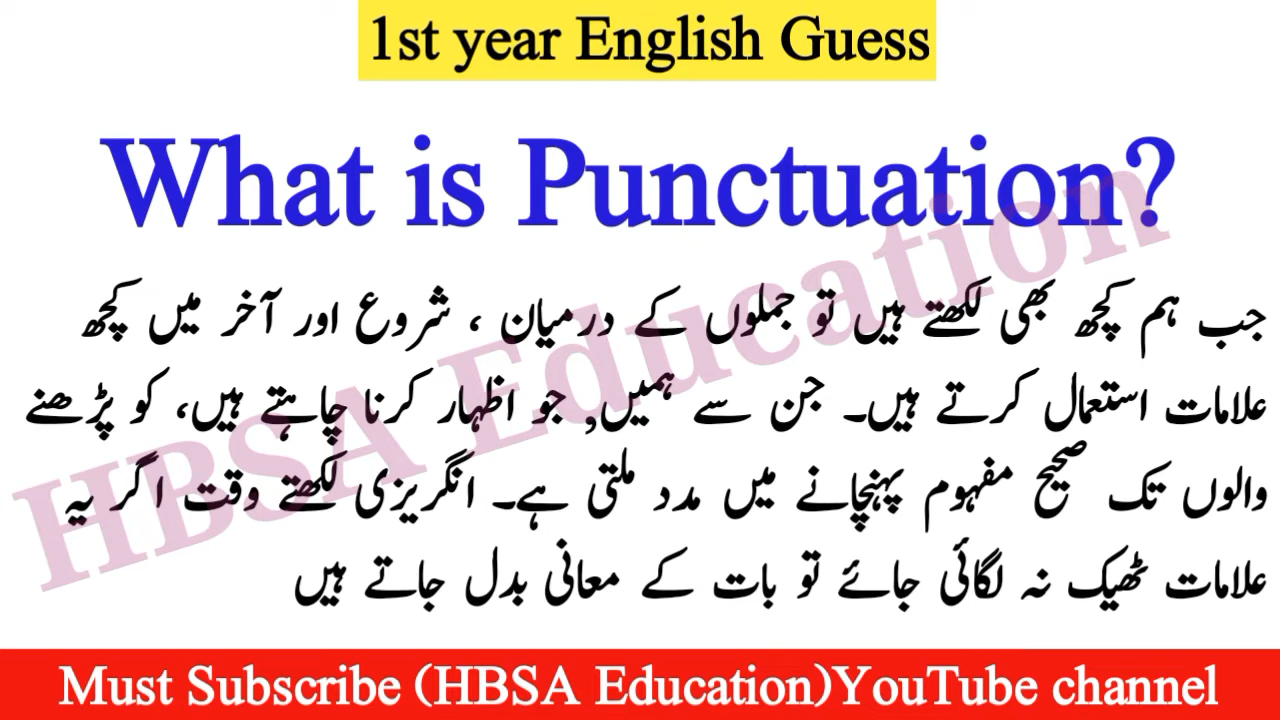 1st year English Guess
What is Punctuation?
جب ہم کچھ بھی لکھتے ہیں تو جملوں کے درمیان ، شروع اور آخر میں کچھ
علامات استعمال کرتے ہیں۔ جن سے ہمیں, جو اظہار کرنا چاہتے ہیں، کو پڑھنے
والوں تک صحیح مفہوم پہنچانے میں مدد ملتی ہے۔ انگریزی لکھتے وقت اگر یہ
علامات ٹھیک نہ لگائی جائے تو بات کے معانی بدل جاتے ہیں
HBSA Education
Must Subscribe (HBSA Education)YouTube channel